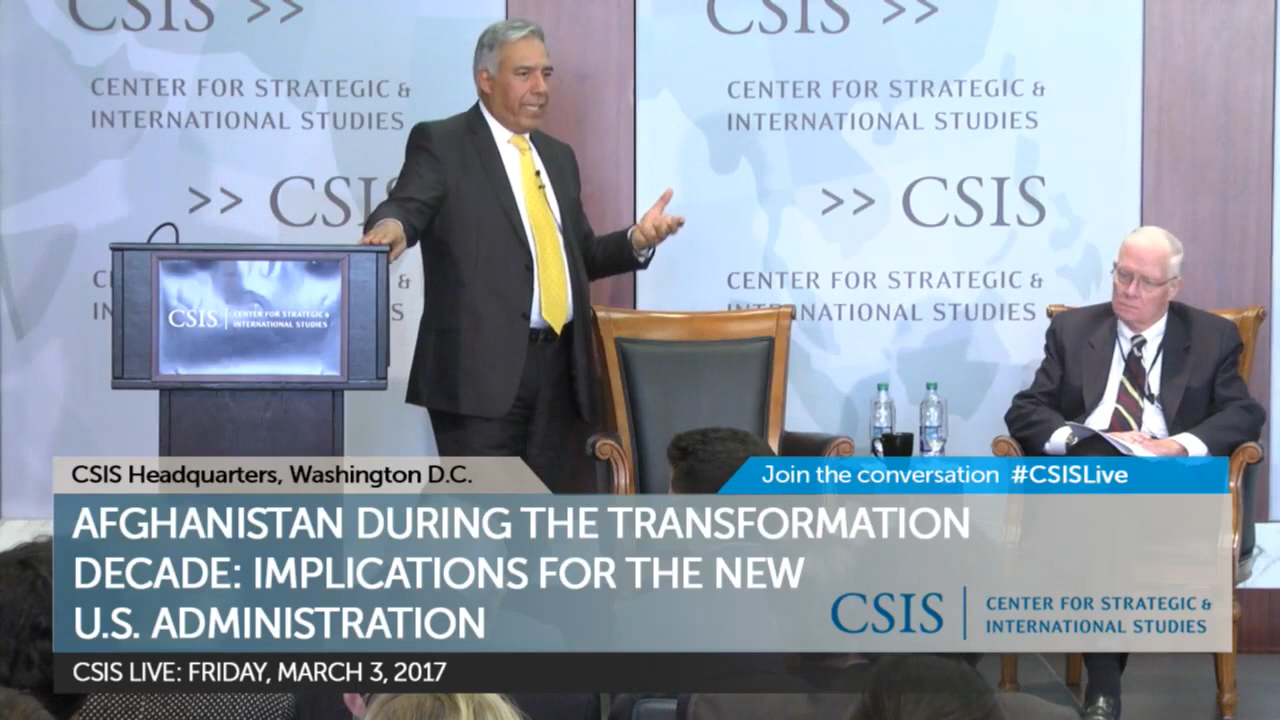 CSIS >>
CSIS >>
CENTER FOR STRATEGIC &
INTERNATIONAL STUDIES
CENTER FOR STRATEGIC &
INTERNATIONAL STUDIES
>> CSIS
>> CSIS
CENTER FOR STRATEGIC &
CSIS
CENTER FOR STRATEGIC &
INTERNATIONAL STUDIES
CSIS Headquarters, Washington D.C.
Join the conversation #CSISLive
AFGHANISTAN DURING THE TRANSFORMATION
DECADE: IMPLICATIONS FOR THE NEW
U.S. ADMINISTRATION
CSIS
CENTER FOR STRATEGIC &
INTERNATIONAL STUDIES
CSIS LIVE: FRIDAY, MARCH 3, 2017